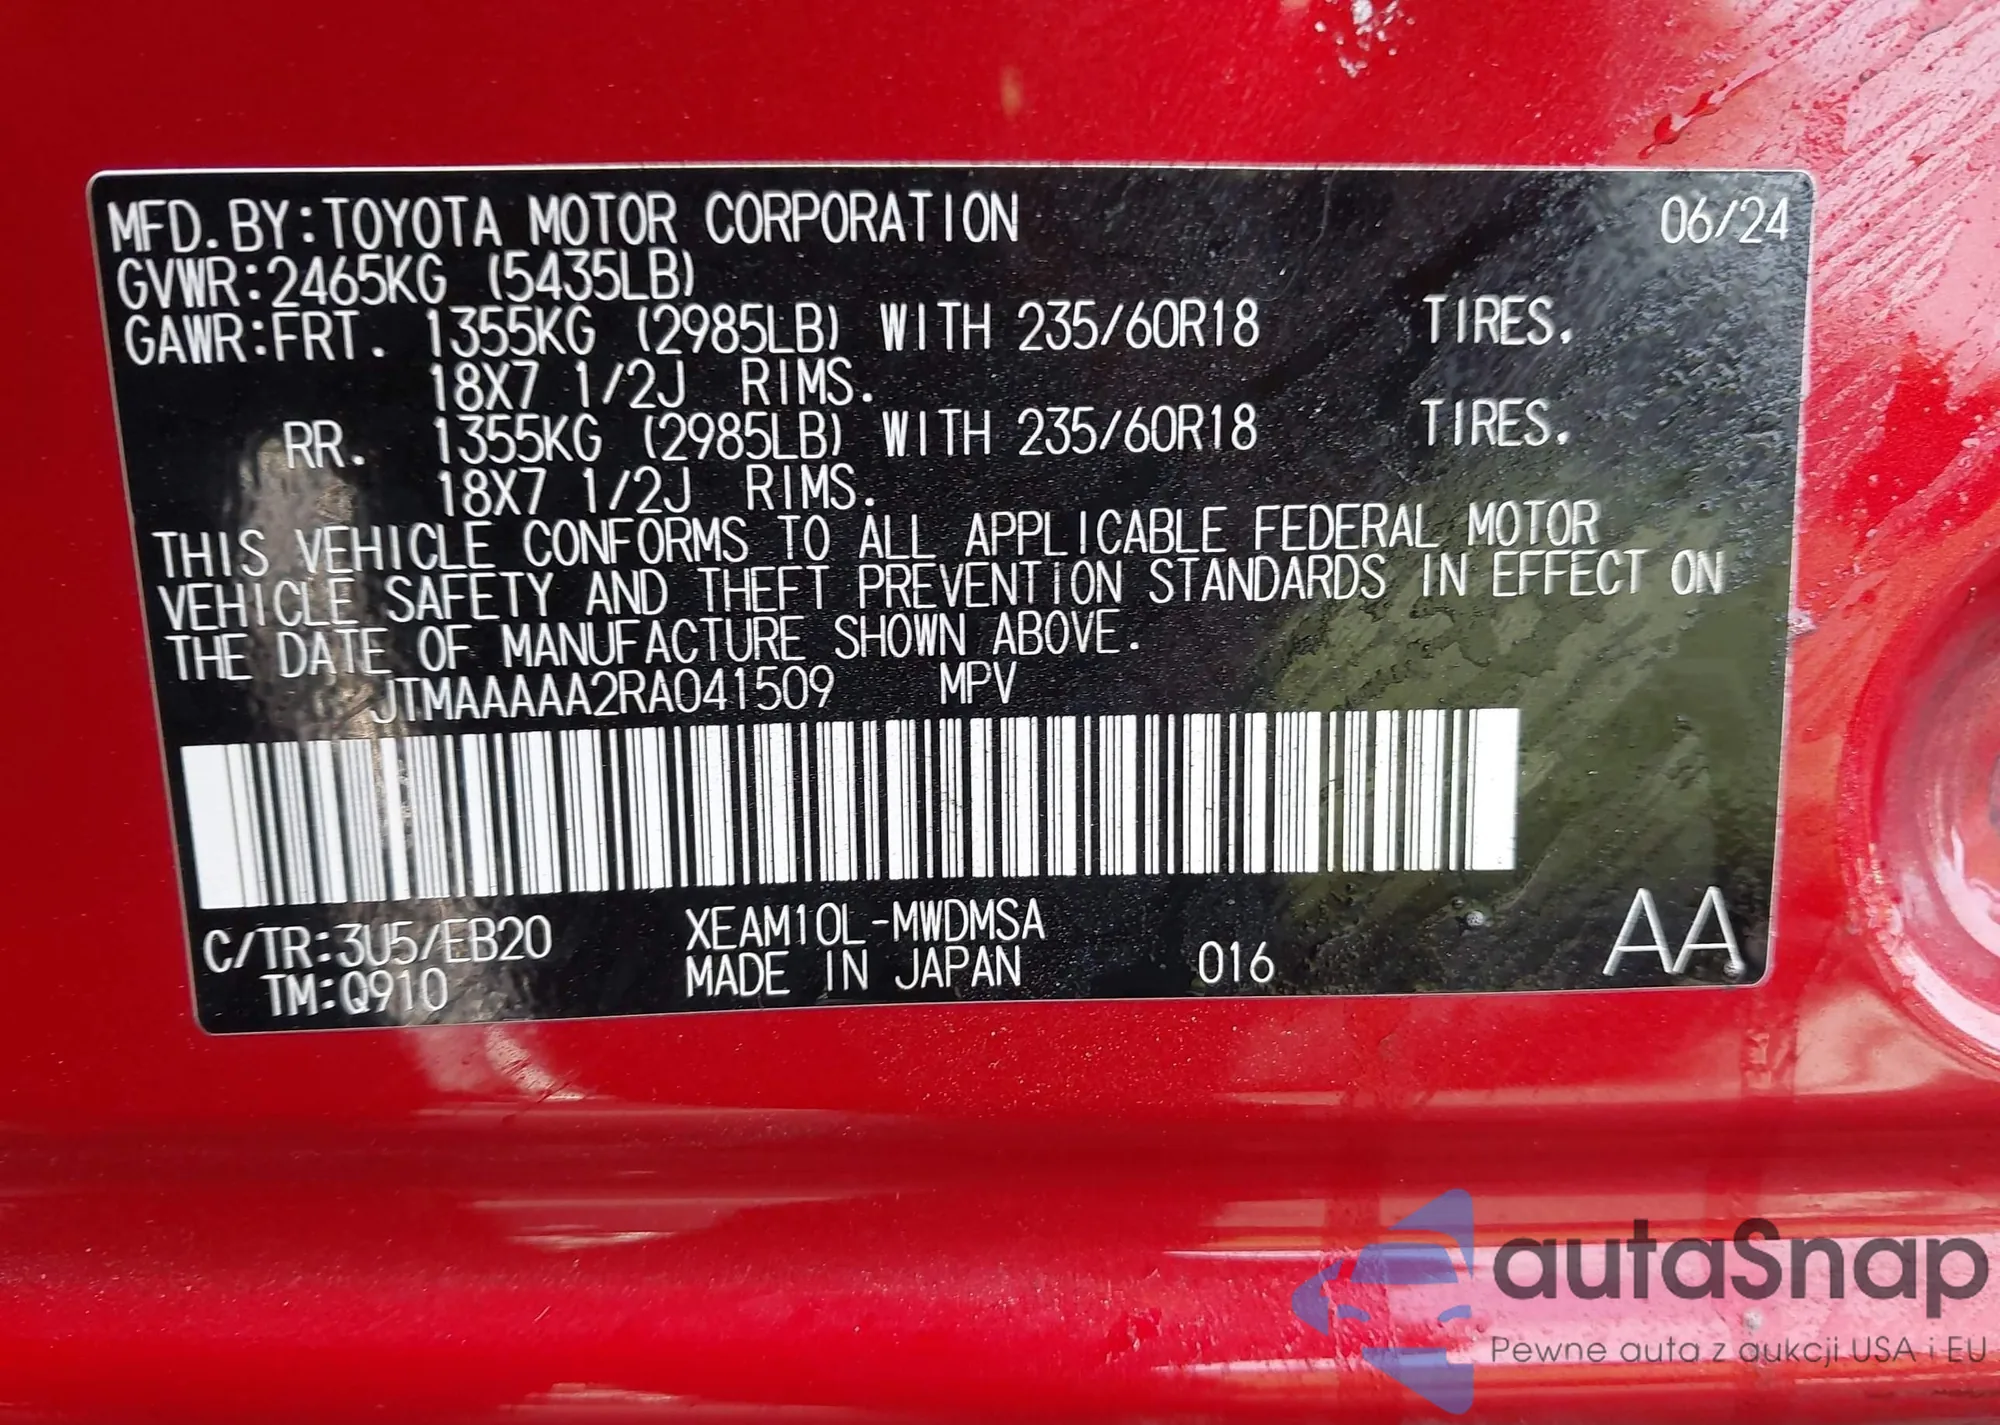 MFD. BY: TOYOTA MOTOR CORPORATION 06/24
GVWR: 2465KG (5435LB)
GAWR: FRT. 1355KG (2985LB) WITH 235/60R18 TIRES,
18X7 1/2J RIMS.
RR. 1355KG (2985LB) WITH 235/60R18 TIRES,
18X7 1/2J RIMS.
THIS VEHICLE CONFORMS TO ALL APPLICABLE FEDERAL MOTOR
VEHICLE SAFETY AND THEFT PREVENTION STANDARDS IN EFFECT ON
THE DATE OF MANUFACTURE SHOWN ABOVE.
JTMAAAAA2RA041509 MPV
C/TR: 3U5/EB20 XEAM10L-MWDMSA
TM: Q910 MADE IN JAPAN 016 AA
autaSnap
Pewne auta z aukcji USA i EU